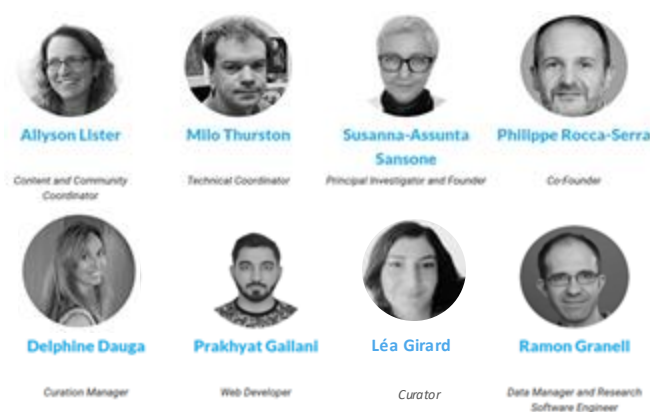 Allyson Lister
Milo Thurston
Susanna-Assunta
Sansone
Philippe Rocca-Serra
Content and Community
Coordinator
Technical Coordinator
Principal Investigator and Founder
Co-Founder
Delphine Dauga
Prakhyat Gailani
Léa Girard
Ramon Granell
Curation Manager
Web Developer
Curator
Data Manager and Research
Software Engineer